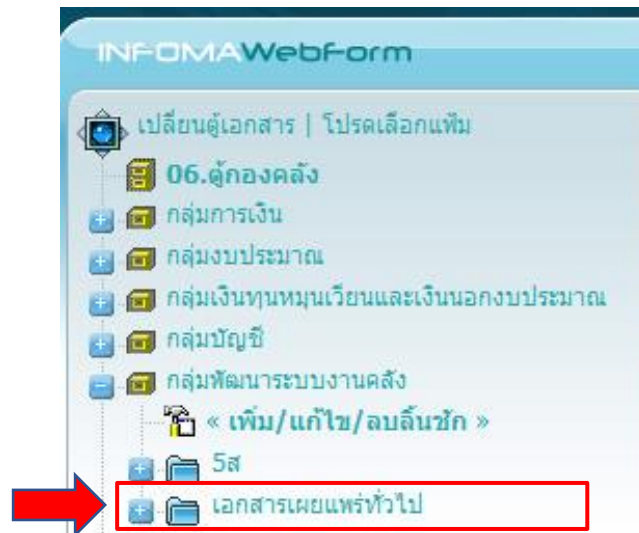 INFOMAWebForm
เปลี่ยนตู้เอกสาร | โปรดเลือกแฟ้ม
06.ตู้กองคลัง
กลุ่มการเงิน
กลุ่มงบประมาณ
กลุ่มเงินทุนหมุนเวียนและเงินนอกงบประมาณ
กลุ่มบัญชี
กลุ่มพัฒนาระบบงานคลัง
« เพิ่ม/แก้ไข/ลบลิ้นชัก »
5ส
เอกสารเผยแพร่ทั่วไป